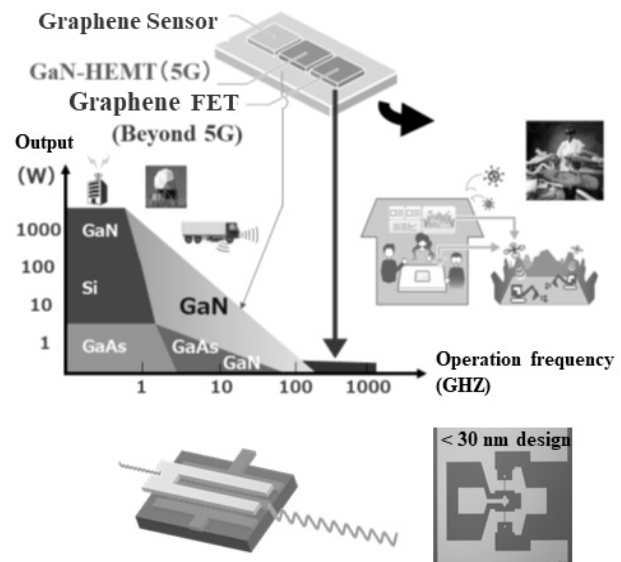 Graphene Sensor
GaN-HEMT(5G)
Graphene FET
(Beyond 5G)
Output
(W)
1000
100
10
1
GaN
Si
GaAs
GaN
GaAs
GaN
1
10
100
1000
Operation frequency
(GHZ)
< 30 nm design